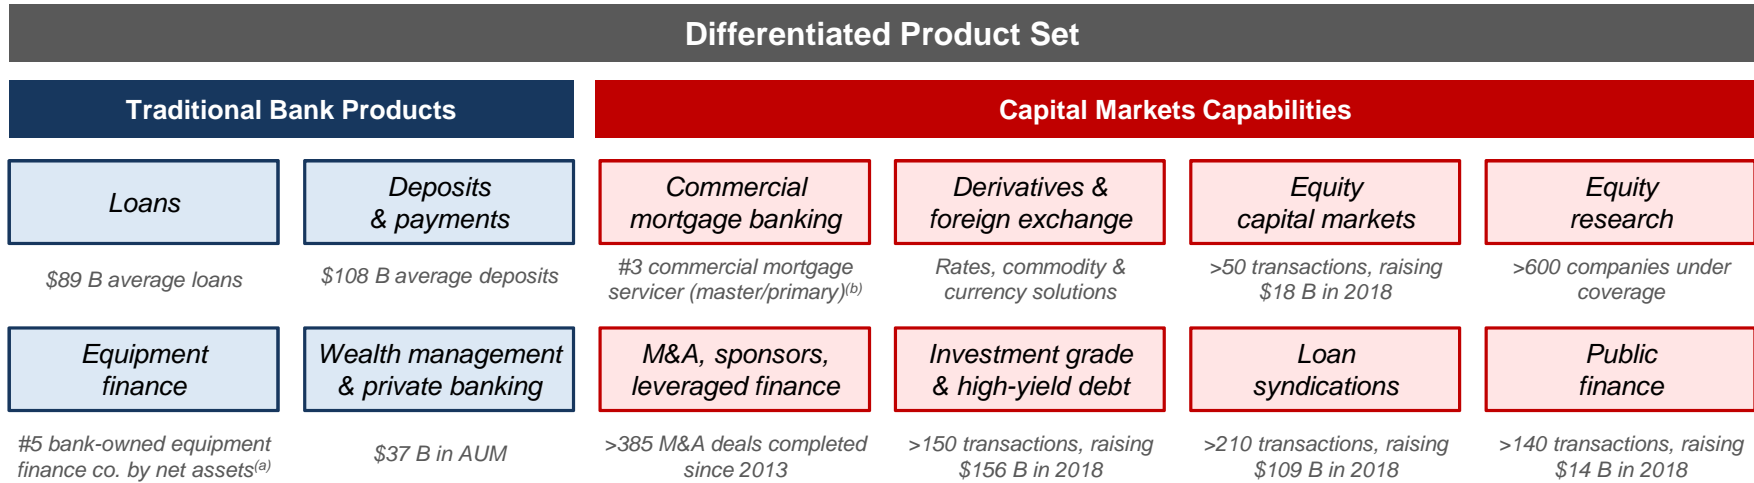 Differentiated Product Set
Traditional Bank Products
Capital Markets Capabilities
Loans
$89 B average loans
Deposits
& payments
$108 B average deposits
Commercial
mortgage banking
#3 commercial mortgage
servicer (master/primary)(b)
Derivatives &
foreign exchange
Rates, commodity &
currency solutions
Equity
capital markets
>50 transactions, raising
$18 B in 2018
Equity
research
>600 companies under
coverage
Equipment
finance
#5 bank-owned equipment
finance co. by net assets(a)
Wealth management
& private banking
$37 B in AUM
M&A, sponsors,
leveraged finance
>385 M&A deals completed
since 2013
Investment grade
& high-yield debt
>150 transactions, raising
$156 B in 2018
Loan
syndications
>210 transactions, raising
$109 B in 2018
Public
finance
>140 transactions, raising
$14 B in 2018